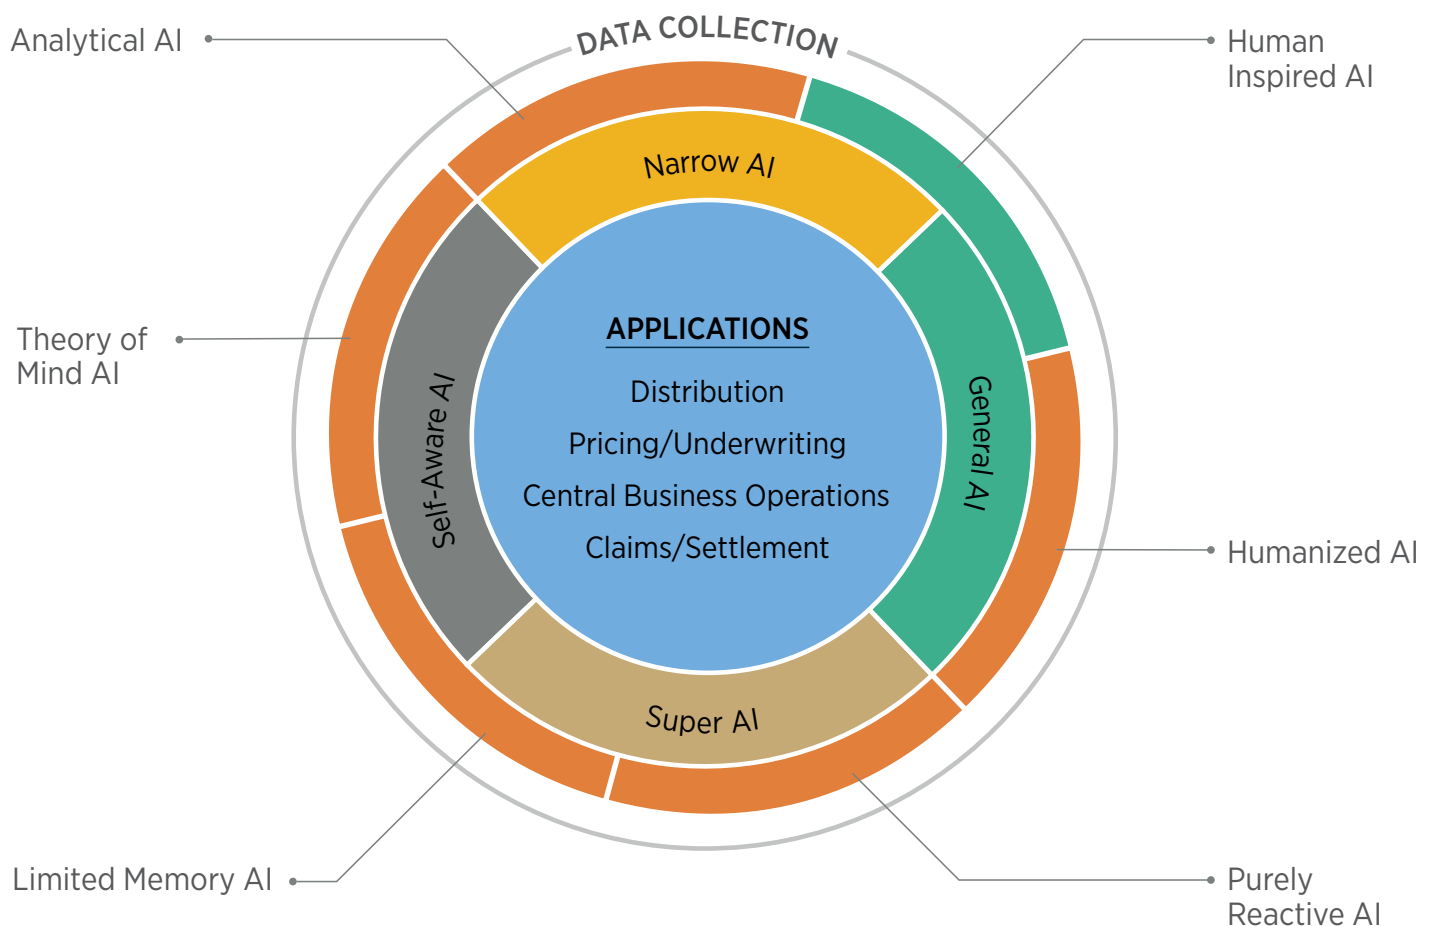 DATA COLLECTION
Analytical AI
Human
Inspired AI
Narrow AI
APPLICATIONS
Theory of
Mind AI
Distribution
Self-Aware AI
General AI
Pricing/Underwriting
Central Business Operations
Claims/Settlement
Humanized AI
Super AI
Limited Memory AI
Purely
Reactive AI